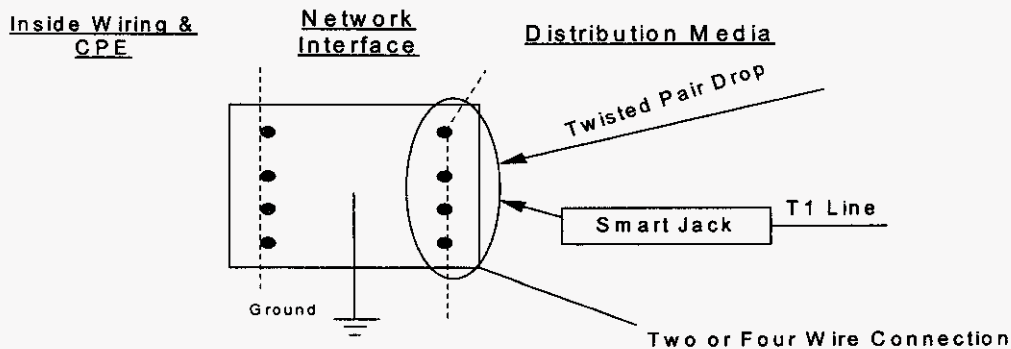 Inside Wiring &
CPE
Network
Interface
Distribution Media
Twisted Pair Drop
Smart Jack
T1 Line
Ground
Two or Four Wire Connection